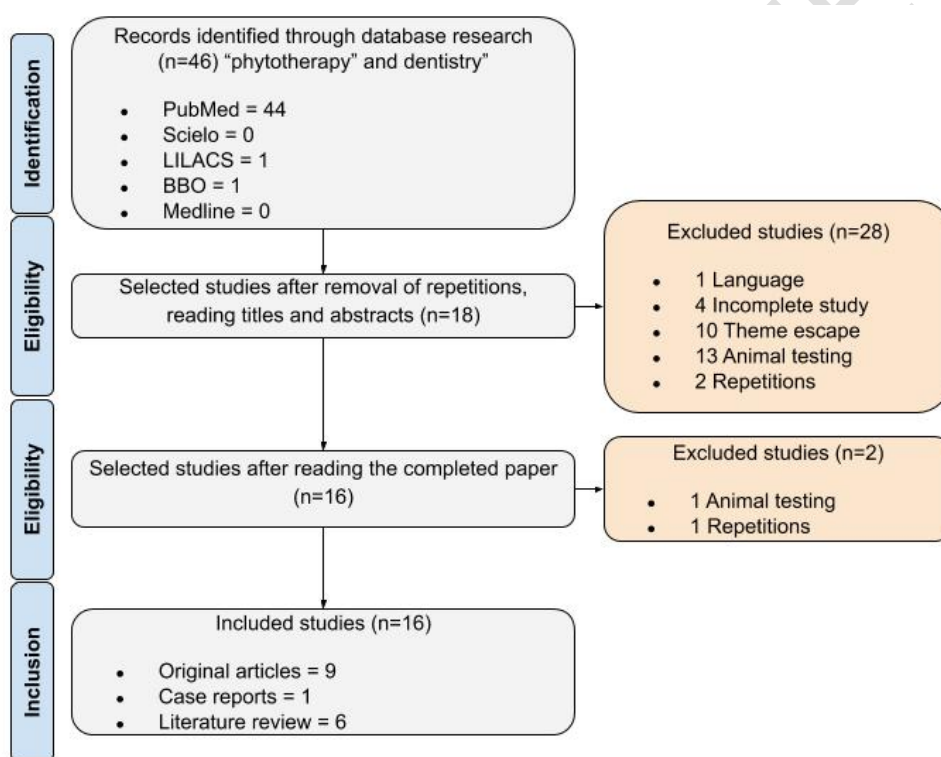 Identification
Records identified through database research
(n=46) “phytotherapy” and dentistry”
• PubMed = 44
• Scielo = 0
• LILACS = 1
• BBO = 1
• Medline = 0
Eligibility
Selected studies after removal of repetitions,
reading titles and abstracts (n=18)
Excluded studies (n=28)
• 1 Language
• 4 Incomplete study
• 10 Theme escape
• 13 Animal testing
• 2 Repetitions
Eligibility
Selected studies after reading the completed paper
(n=16)
Excluded studies (n=2)
• 1 Animal testing
• 1 Repetitions
Inclusion
Included studies (n=16)
• Original articles = 9
• Case reports = 1
• Literature review = 6